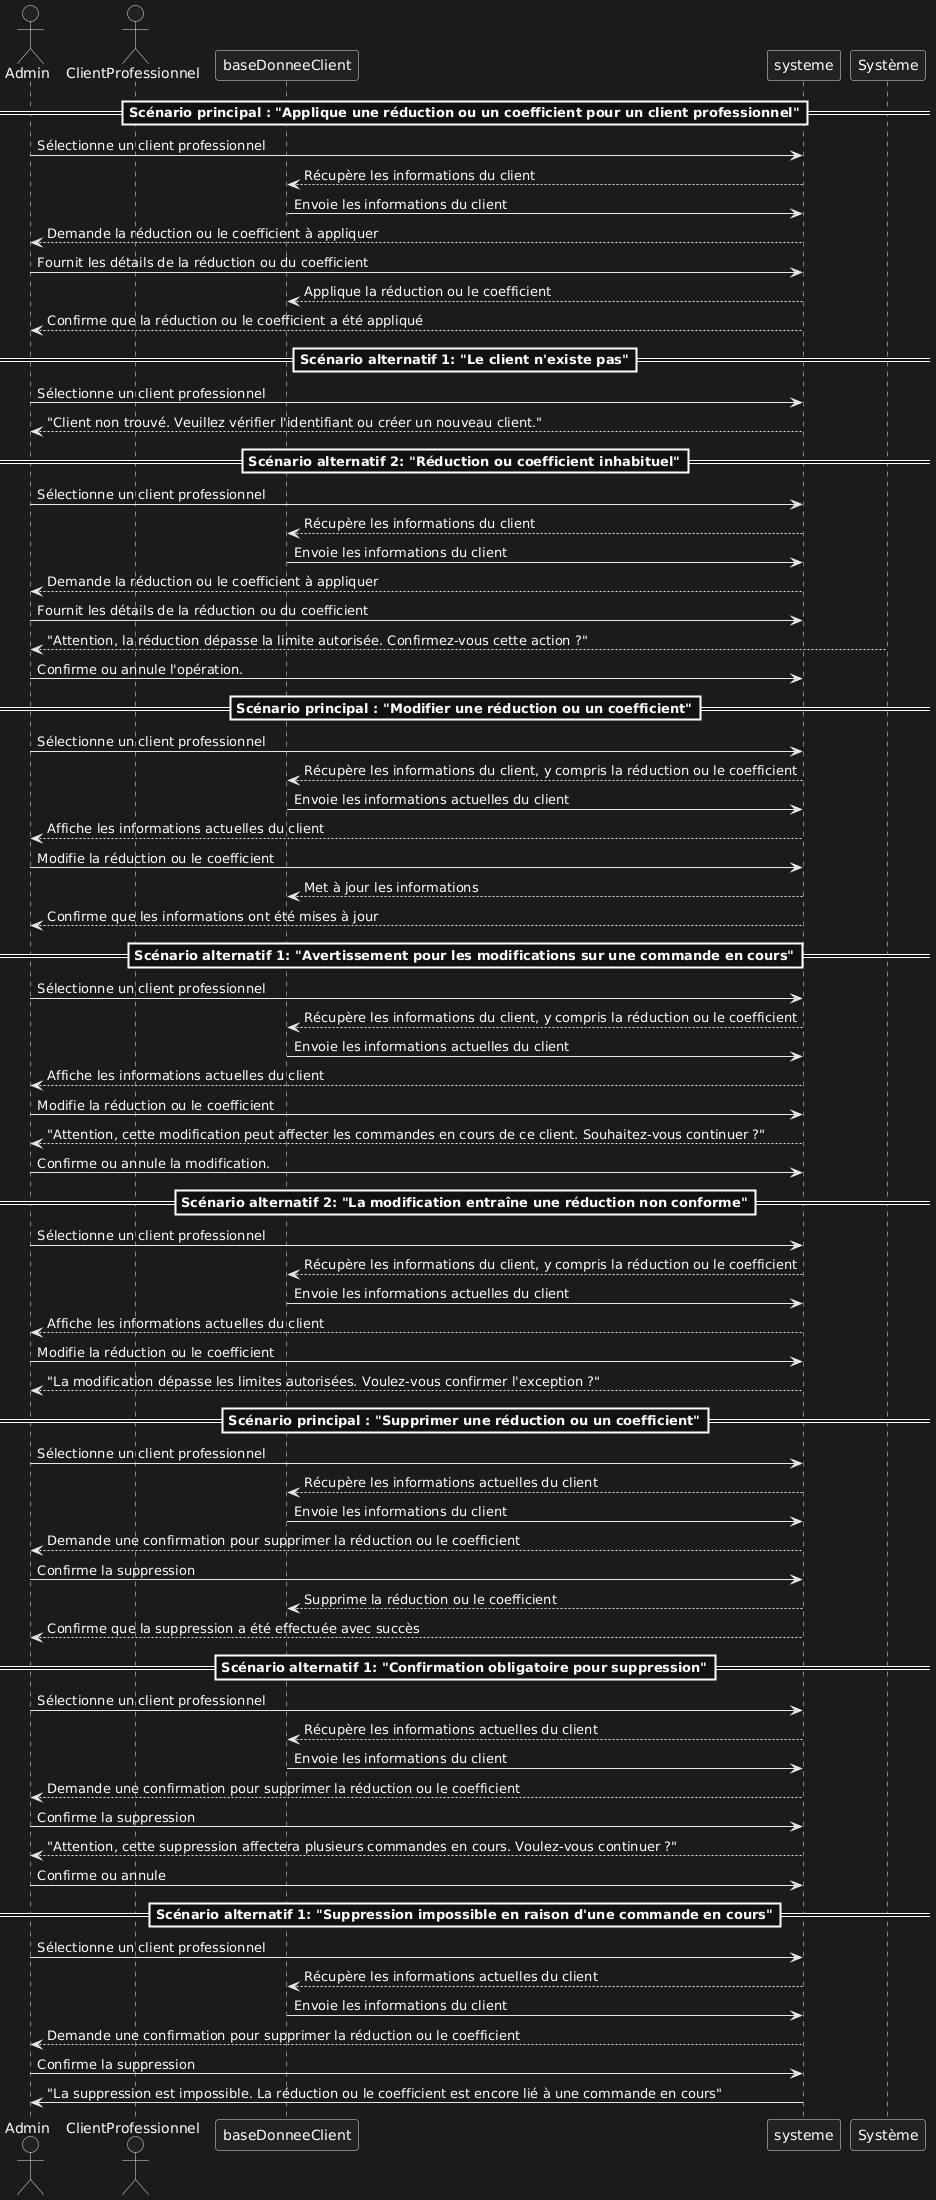 Admin
ClientProfessionnel
baseDonneeClient
systeme
Système
Scénario principal : "Applique une réduction ou un coefficient pour un client professionnel"
Sélectionne un client professionnel
Récupère les informations du client
Envoie les informations du client
Demande la réduction ou le coefficient à appliquer
Fournit les détails de la réduction ou du coefficient
Applique la réduction ou le coefficient
Confirme que la réduction ou le coefficient a été appliqué
Scénario alternatif 1: "Le client n'existe pas"
Sélectionne un client professionnel
"Client non trouvé. Veuillez vérifier l'identifiant ou créer un nouveau client."
Scénario alternatif 2: "Réduction ou coefficient inhabituel"
Sélectionne un client professionnel
Récupère les informations du client
Envoie les informations du client
Demande la réduction ou le coefficient à appliquer
Fournit les détails de la réduction ou du coefficient
"Attention, la réduction dépasse la limite autorisée. Confirmez-vous cette action ?"
Confirme ou annule l'opération.
Scénario principal : "Modifier une réduction ou un coefficient"
Sélectionne un client professionnel
Récupère les informations du client, y compris la réduction ou le coefficient
Envoie les informations actuelles du client
Affiche les informations actuelles du client
Modifie la réduction ou le coefficient
Met à jour les informations
Confirme que les informations ont été mises à jour
Scénario alternatif 1: "Avertissement pour les modifications sur une commande en cours"
Sélectionne un client professionnel
Récupère les informations du client, y compris la réduction ou le coefficient
Envoie les informations actuelles du client
Affiche les informations actuelles du client
Modifie la réduction ou le coefficient
"Attention, cette modification peut affecter les commandes en cours de ce client. Souhaitez-vous continuer ?"
Confirme ou annule la modification.
Scénario alternatif 2: "La modification entraîne une réduction non conforme"
Sélectionne un client professionnel
Récupère les informations du client, y compris la réduction ou le coefficient
Envoie les informations actuelles du client
Affiche les informations actuelles du client
Modifie la réduction ou le coefficient
"La modification dépasse les limites autorisées. Voulez-vous confirmer l'exception ?"
Scénario principal : "Supprimer une réduction ou un coefficient"
Sélectionne un client professionnel
Récupère les informations actuelles du client
Envoie les informations du client
Demande une confirmation pour supprimer la réduction ou le coefficient
Confirme la suppression
Supprime la réduction ou le coefficient
Confirme que la suppression a été effectuée avec succès
Scénario alternatif 1: "Confirmation obligatoire pour suppression"
Sélectionne un client professionnel
Récupère les informations actuelles du client
Envoie les informations du client
Demande une confirmation pour supprimer la réduction ou le coefficient
Confirme la suppression
"Attention, cette suppression affectera plusieurs commandes en cours. Voulez-vous continuer ?"
Confirme ou annule
Scénario alternatif 1: "Suppression impossible en raison d'une commande en cours"
Sélectionne un client professionnel
Récupère les informations actuelles du client
Envoie les informations du client
Demande une confirmation pour supprimer la réduction ou le coefficient
Confirme la suppression
"La suppression est impossible. La réduction ou le coefficient est encore lié à une commande en cours"
Admin
ClientProfessionnel
baseDonneeClient
systeme
Système